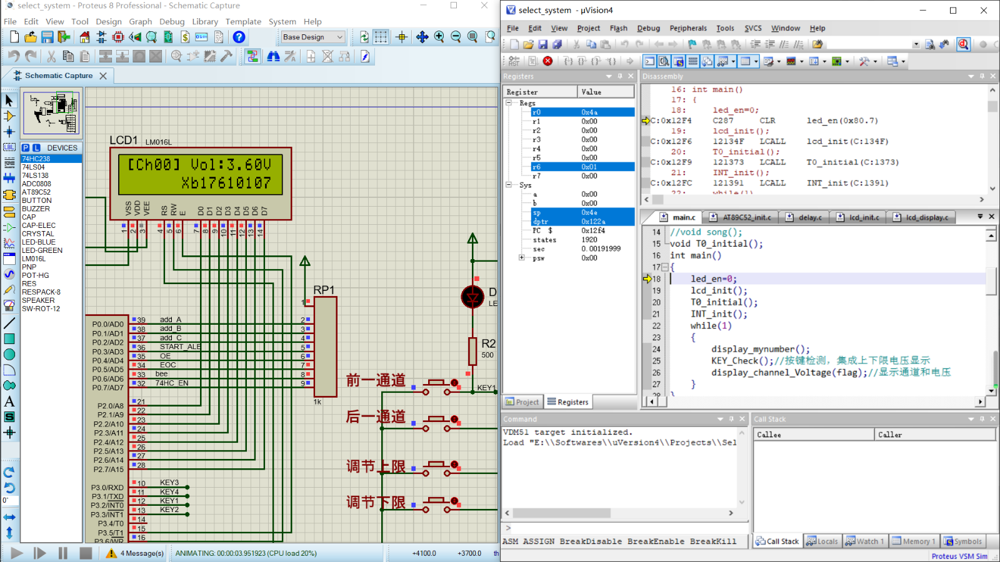 select_system - Proteus 8 Professional - Schematic Capture
File Edit View Tool Design Graph Debug Library Template System Help
Base Design
Schematic Capture
P L DEVICES
74HC238
74LS04
74LS138
ADC0808
AT89C52
BUTTON
BUZZER
CAP
CAP-ELEC
CRYSTAL
LED-BLUE
LED-GREEN
LM016L
PNP
POT-HG
RES
RESPACK-8
SPEAKER
SW-ROT-12
LCD1 LM016L
[Ch00] Vol:3.60V
Xb17610107
VSS VDD VEE RS RW E D0 D1 D2 D3 D4 D5 D6 D7
1 2 3 4 5 6 7 8 9 10 11 12 13 14
RP1
1
1k
P0.0/AD0 39 add_A 2
P0.1/AD1 38 add_B 3
P0.2/AD2 37 add_C 4
P0.3/AD3 36 START_ALE 5
P0.4/AD4 35 OE 6
P0.5/AD5 34 EOC 7
P0.6/AD6 33 bee 8
P0.7/AD7 32 74HC_EN 9
P2.0/A8 21
P2.1/A9 22
P2.2/A10 23
P2.3/A11 24
P2.4/A12 25
P2.5/A13 26
P2.6/A14 27
P2.7/A15 28
P3.0/RXD 10 KEY3
P3.1/TXD 11 KEY4
P3.2/INT0 12 KEY1
P3.3/INT1 13 KEY2
P3.4/T0 14
P3.5/T1 15
P3.6/WR 16
D
LE
R2
500
KEY1
前一通道
后一通道
调节上限
调节下限
0°
4 Message(s) ANIMATING: 00:00:03.951923 (CPU load 20%) +4100.0 +3700.0 th
select_system - µVision4
File Edit View Project Flash Debug Peripherals Tools SVCS Window Help
RST
Registers
Register Value
Regs
r0 0x4a
r1 0x00
r2 0x00
r3 0x00
r4 0x00
r5 0x00
r6 0x01
r7 0x00
Sys
a 0x00
b 0x00
sp 0x4e
dptr 0x122a
PC $ 0x12f4
states 1920
sec 0.00191999
psw 0x00
Project Registers
Disassembly
16: int main()
17: {
18: led_en=0;
C:0x12F4 C287 CLR led_en(0x80.7)
19: lcd_init();
C:0x12F6 12134F LCALL lcd_init(C:134F)
20: T0_initial();
C:0x12F9 121373 LCALL T0_initial(C:1373)
21: INT_init();
C:0x12FC 121391 LCALL INT_init(C:1391)
22: while(1)
main.c AT89C52_init.c delay.c lcd_init.c lcd_display.c
14 //void song();
15 void T0_initial();
16 int main()
17 {
18 led_en=0;
19 lcd_init();
20 T0_initial();
21 INT_init();
22 while(1)
23 {
24 display_mynumber();
25 KEY_Check();//按键检测，集成上下限电压显示
26 display_channel_Voltage(flag);//显示通道和电压
27 }
28 }
Command
VDM51 target initialized.
Load "E:\\Softwares\\uVersion4\\Projects\\Sel
>
ASM ASSIGN BreakDisable BreakEnable BreakKill
Call Stack
Callee Caller
Call Stack Locals Watch 1 Memory 1 Symbols
Proteus VSM Sim